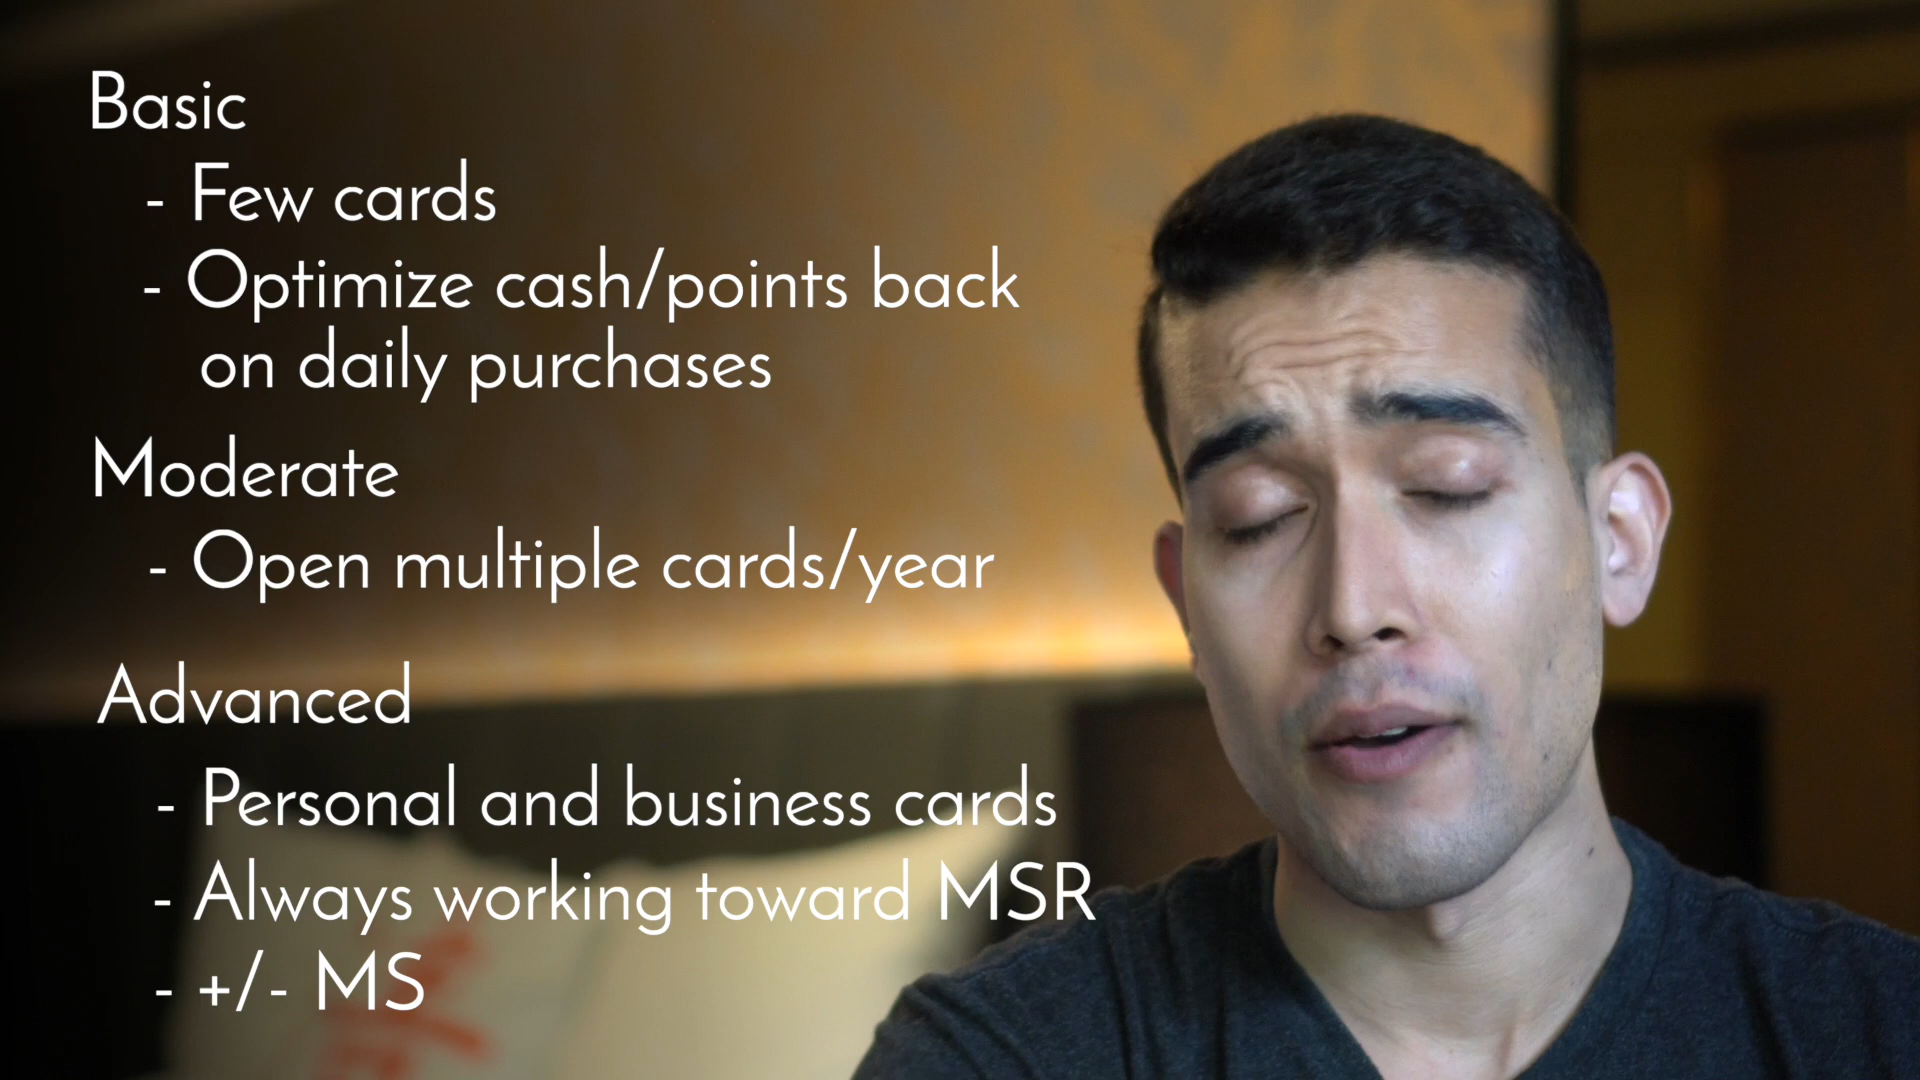 Basic
- Few cards
- Optimize cash/points back
on daily purchases
Moderate
- Open multiple cards/year
Advanced
- Personal and business cards
- Always working toward MSR
- +/- MS